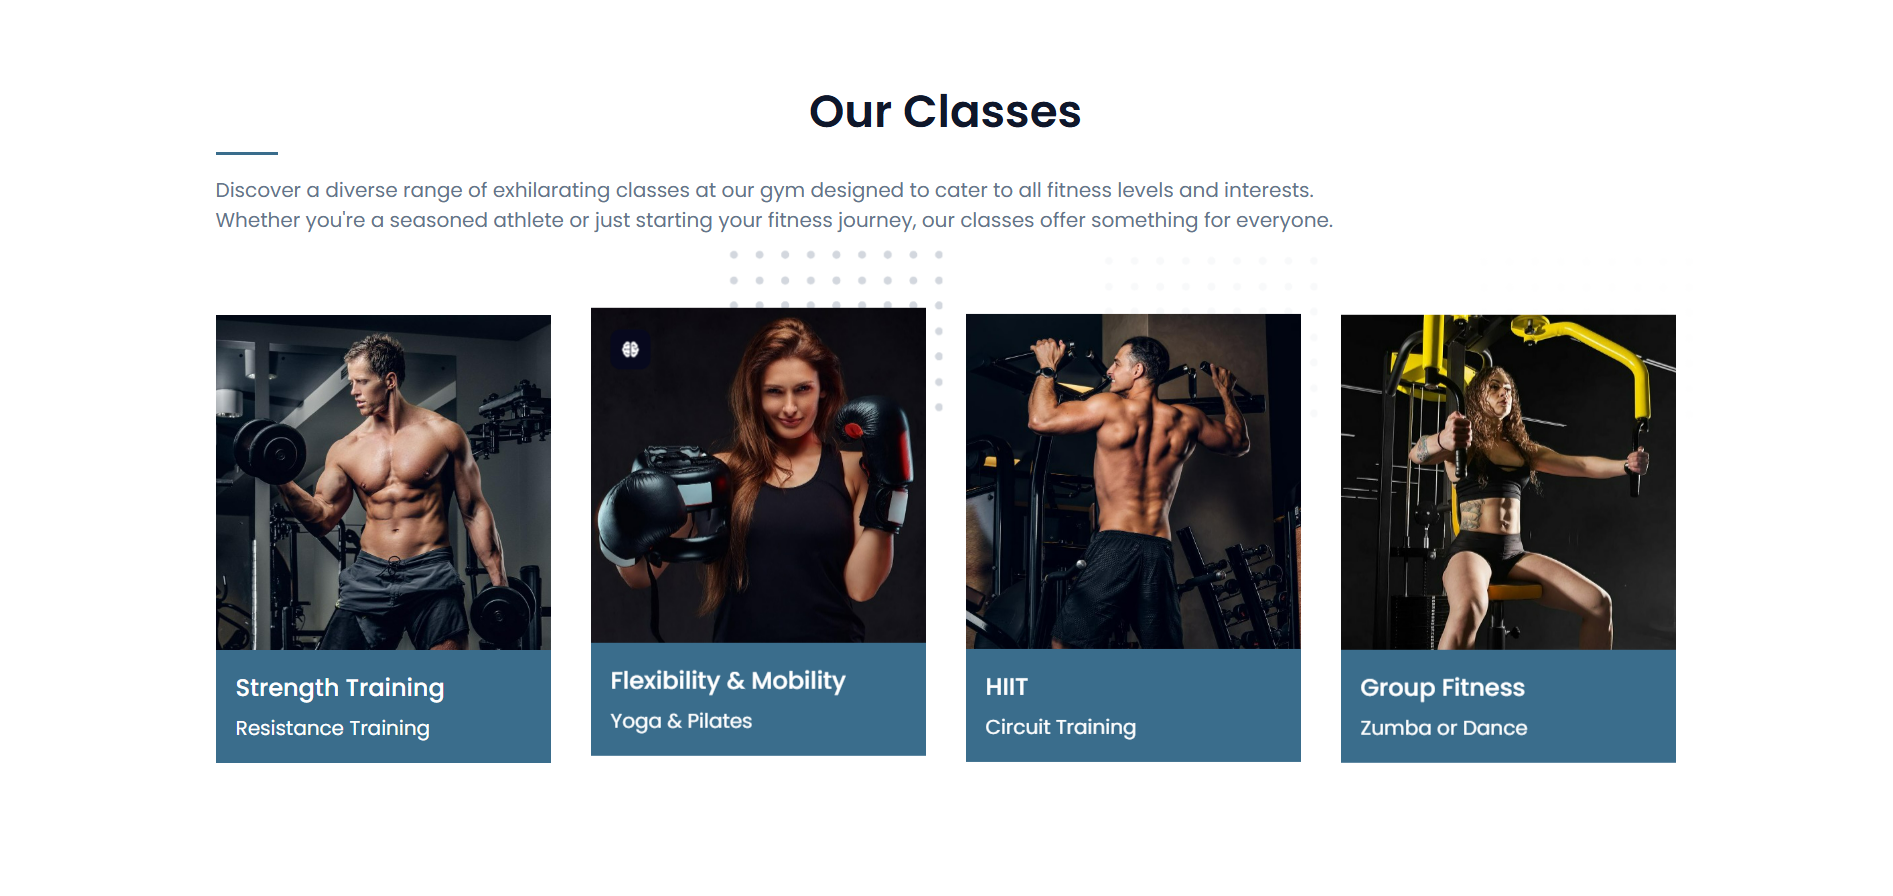 Our Classes
Discover a diverse range of exhilarating classes at our gym designed to cater to all fitness levels and interests.
Whether you're a seasoned athlete or just starting your fitness journey, our classes offer something for everyone.
Strength Training
Resistance Training
Flexibility & Mobility
Yoga & Pilates
HIIT
Circuit Training
Group Fitness
Zumba or Dance